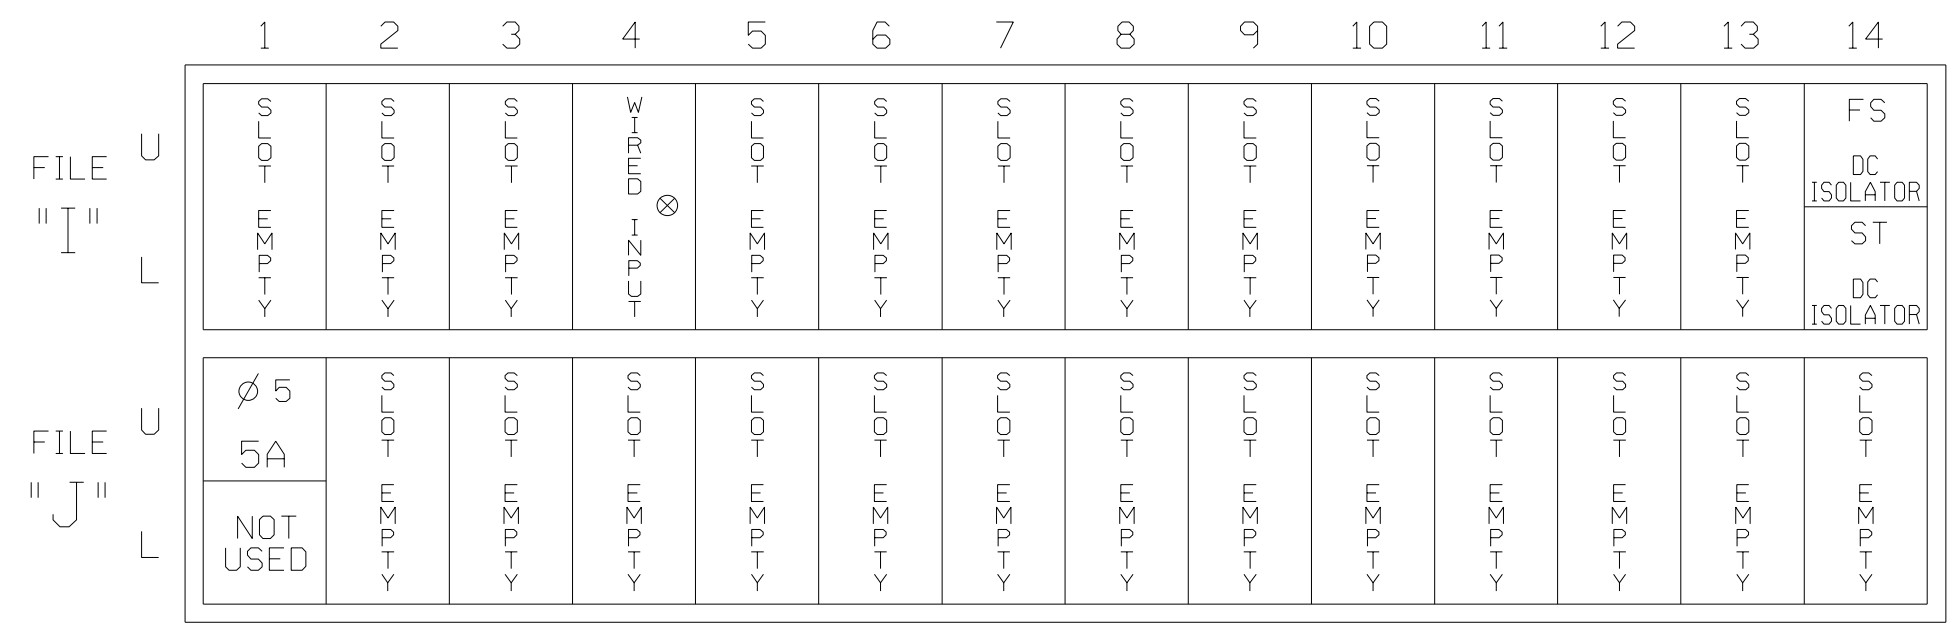 1 2 3 4 5 6 7 8 9 10 11 12 13 14
FILE "I"
U
L
SLOT EMPTY
SLOT EMPTY
SLOT EMPTY
WIRED INPUT ⊗
SLOT EMPTY
SLOT EMPTY
SLOT EMPTY
SLOT EMPTY
SLOT EMPTY
SLOT EMPTY
SLOT EMPTY
SLOT EMPTY
SLOT EMPTY
FS
DC
ISOLATOR
ST
DC
ISOLATOR
FILE "J"
U
L
Ø 5
5A
NOT
USED
SLOT EMPTY
SLOT EMPTY
SLOT EMPTY
SLOT EMPTY
SLOT EMPTY
SLOT EMPTY
SLOT EMPTY
SLOT EMPTY
SLOT EMPTY
SLOT EMPTY
SLOT EMPTY
SLOT EMPTY
SLOT EMPTY